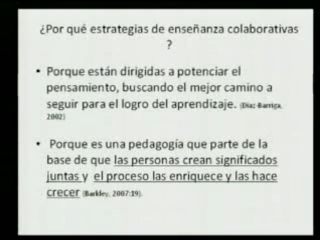 ¿Por qué estrategias de enseñanza colaborativas
?
• Porque están dirigidas a potenciar el
pensamiento, buscando el mejor camino a
seguir para el logro del aprendizaje. (Díaz-Barriga,
2002)
• Porque es una pedagogía que parte de la
base de que las personas crean significados
juntas y el proceso las enriquece y las hace
crecer (Barkley, 2007:19).